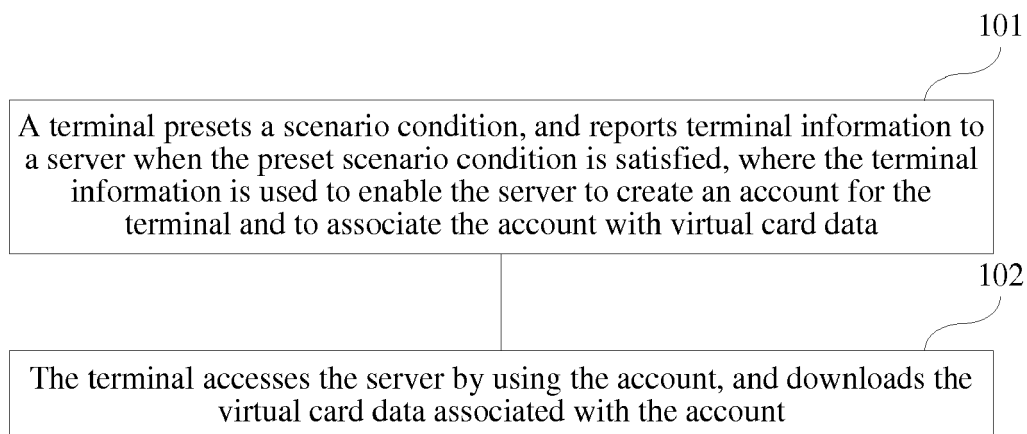 101
A terminal presets a scenario condition, and reports terminal information to
a server when the preset scenario condition is satisfied, where the terminal
information is used to enable the server to create an account for the
terminal and to associate the account with virtual card data
102
The terminal accesses the server by using the account, and downloads the
virtual card data associated with the account